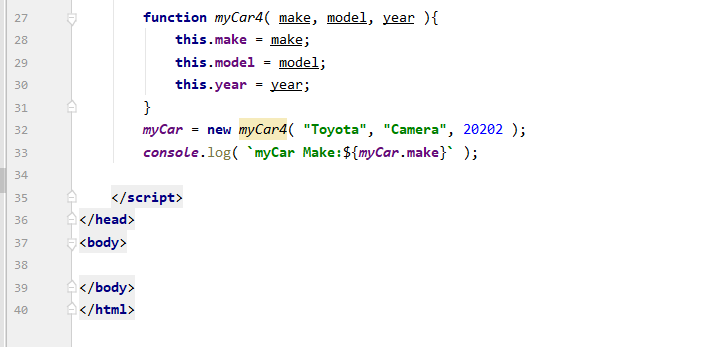 27 function myCar4( make, model, year ){
28 this.make = make;
29 this.model = model;
30 this.year = year;
31 }
32 myCar = new myCar4( "Toyota", "Camera", 20202 );
33 console.log( `myCar Make:${myCar.make}` );
34
35 </script>
36 </head>
37 <body>
38
39 </body>
40 </html>